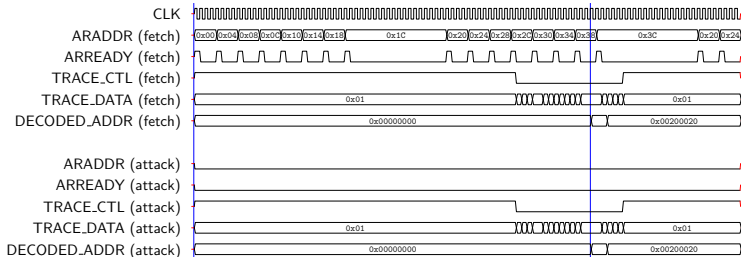 CLK
ARADDR (fetch) 0x00 0x04 0x08 0x0C 0x10 0x14 0x18 0x1C 0x20 0x24 0x28 0x2C 0x30 0x34 0x38 0x3C 0x20 0x24
ARREADY (fetch)
TRACE_CTL (fetch)
TRACE_DATA (fetch) 0x01 0x01
DECODED_ADDR (fetch) 0x00000000 0x00200020
ARADDR (attack)
ARREADY (attack)
TRACE_CTL (attack)
TRACE_DATA (attack) 0x01 0x01
DECODED_ADDR (attack) 0x00000000 0x00200020